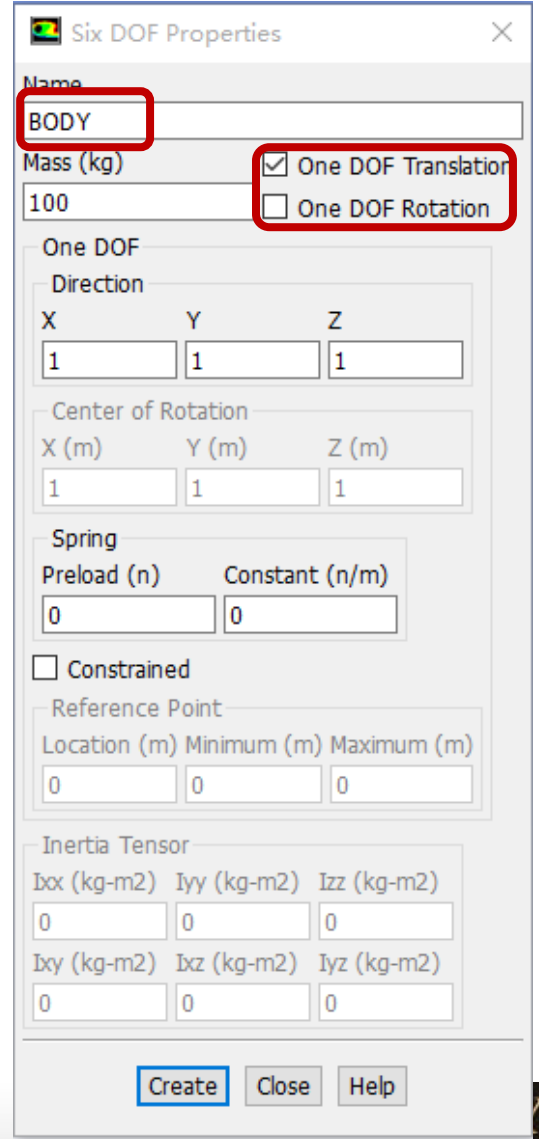 Six DOF Properties
Name
BODY
Mass (kg)
One DOF Translation
100
One DOF Rotation
One DOF
Direction
X Y Z
1 1 1
Center of Rotation
X (m) Y (m) Z (m)
1 1 1
Spring
Preload (n) Constant (n/m)
0 0
Constrained
Reference Point
Location (m) Minimum (m) Maximum (m)
0 0 0
Inertia Tensor
Ixx (kg-m2) Iyy (kg-m2) Izz (kg-m2)
0 0 0
Ixy (kg-m2) Ixz (kg-m2) Iyz (kg-m2)
0 0 0
Create Close Help